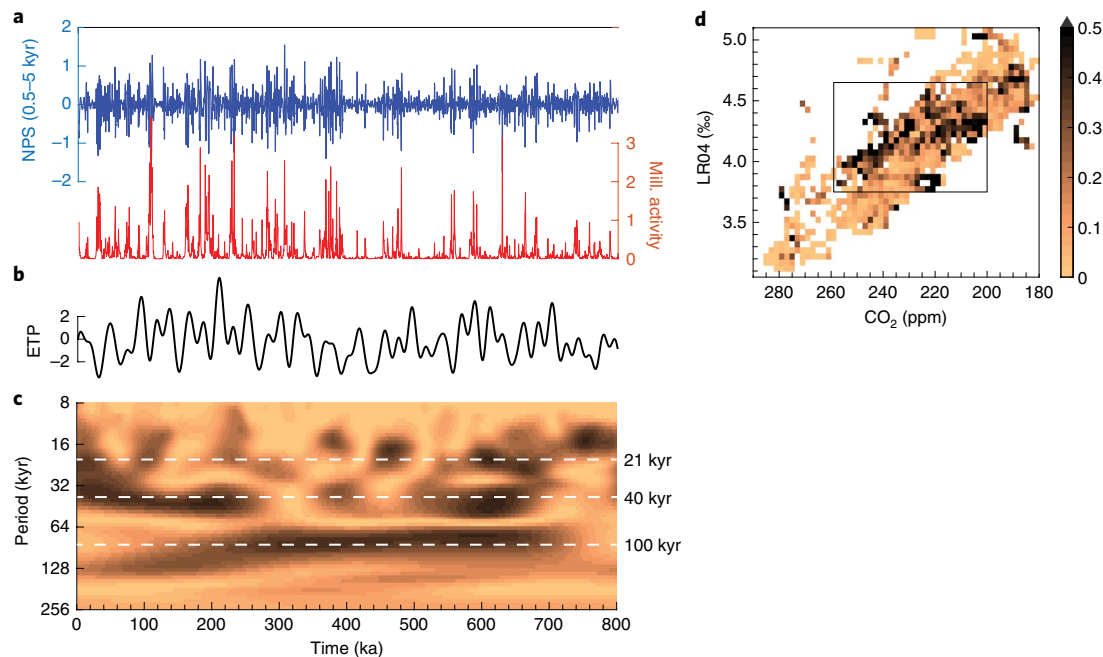 a
2
1
0
−1
−2
NPS (0.5–5 kyr)
3
2
1
0
Mill. activity
b
2
0
−2
ETP
c
8
16
32
64
128
256
Period (kyr)
21 kyr
40 kyr
100 kyr
0 100 200 300 400 500 600 700 800
Time (ka)
d
5.0
4.5
4.0
3.5
LR04 (‰)
280 260 240 220 200 180
CO₂ (ppm)
0.5
0.4
0.3
0.2
0.1
0